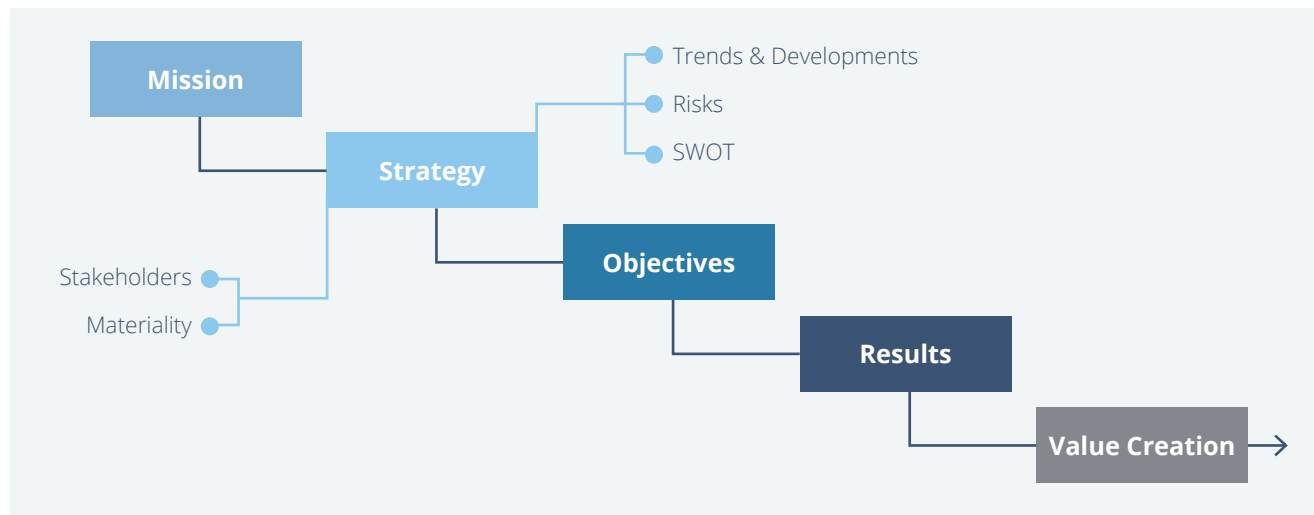 Mission
Trends & Developments
Risks
SWOT
Strategy
Objectives
Stakeholders
Materiality
Results
Value Creation